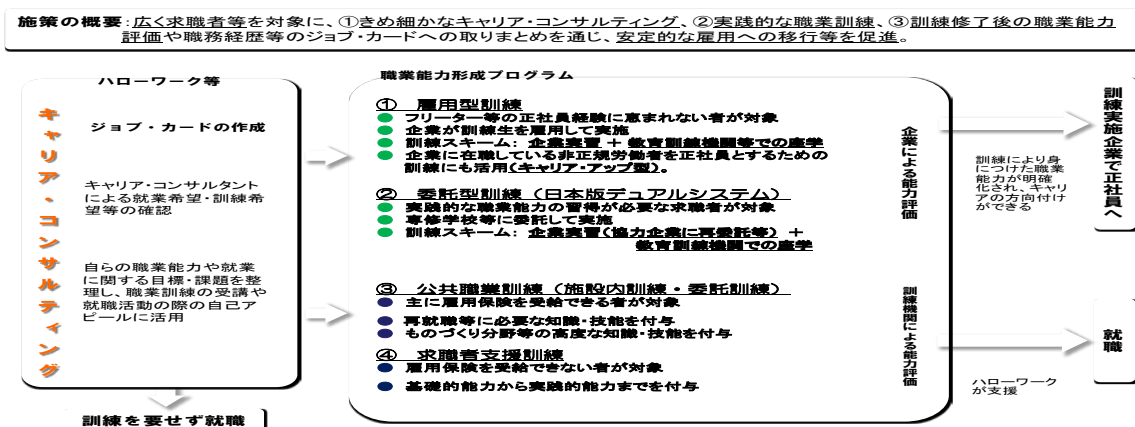 施策の概要:広く求職者等を対象に、①きめ細かなキャリア・コンサルティング、②実践的な職業訓練、③訓練修了後の職業能力
評価や職務経歴等のジョブ・カードへの取りまとめを通じ、安定的な雇用への移行等を促進。
ハローワーク等
キャリア・コンサルティング
ジョブ・カードの作成
キャリア・コンサルタント
による就業希望・訓練希
望等の確認
自らの職業能力や就業
に関する目標・課題を整
理し、職業訓練の受講や
就職活動の際の自己ア
ピールに活用
訓練を要せず就職
職業能力形成プログラム
① 雇用型訓練
● フリーター等の正社員経験に恵まれない者が対象
● 企業が訓練生を雇用して実施
● 訓練スキーム: 企業実習 + 教育訓練機関等での座学
● 企業に在職している非正規労働者を正社員とするための
訓練にも活用(キャリア・アップ型)。
② 委託型訓練(日本版デュアルシステム)
● 実践的な職業能力の習得が必要な求職者が対象
● 専修学校等に委託して実施
● 訓練スキーム: 企業実習(協力企業に再委託等) +
教育訓練機関での座学
③ 公共職業訓練(施設内訓練・委託訓練)
● 主に雇用保険を受給できる者が対象
● 再就職等に必要な知識・技能を付与
● ものづくり分野等の高度な知識・技能を付与
④ 求職者支援訓練
● 雇用保険を受給できない者が対象
● 基礎的能力から実践的能力までを付与
企業による能力評価
訓練機関による能力評価
訓練により身
につけた職業
能力が明確
化され、キャリ
アの方向付け
ができる
訓練実施企業で正社員へ
ハローワーク
が支援
就職